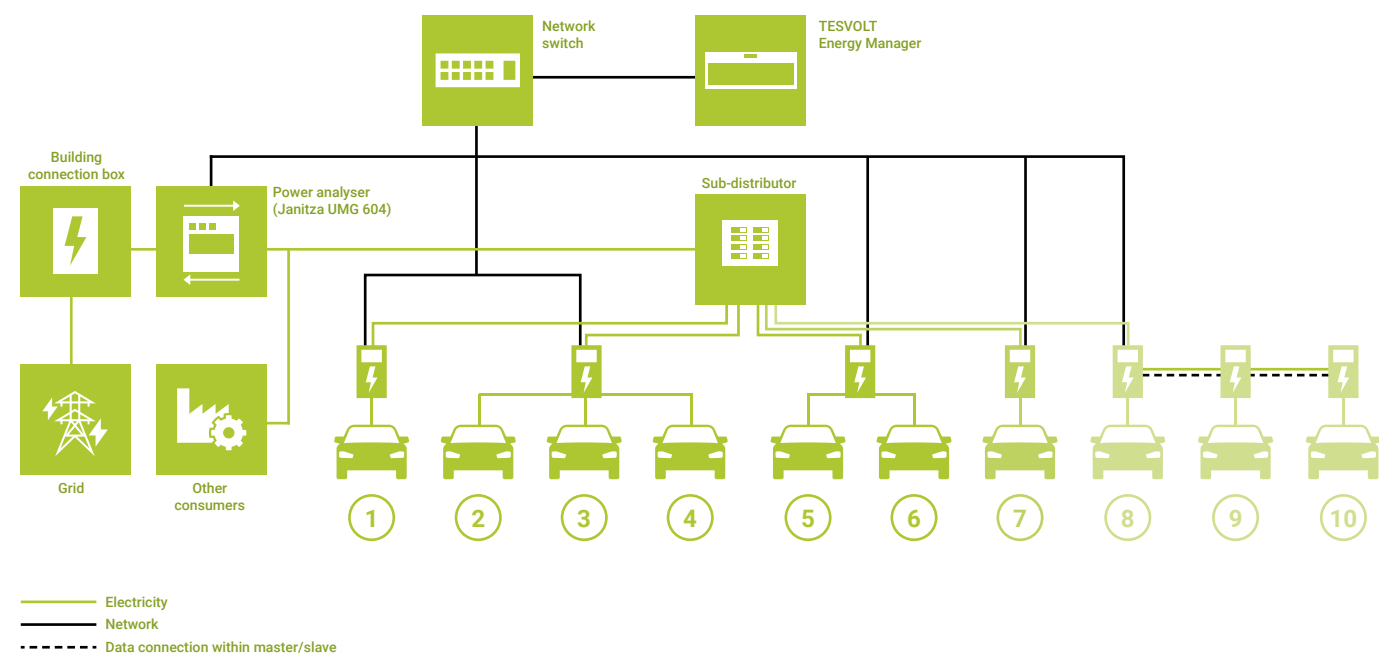 Network
switch
TESVOLT
Energy Manager
Building
connection box
Power analyser
(Janitza UMG 604)
Sub-distributor
Grid
Other
consumers
1
2
3
4
5
6
7
8
9
10
Electricity
Network
Data connection within master/slave